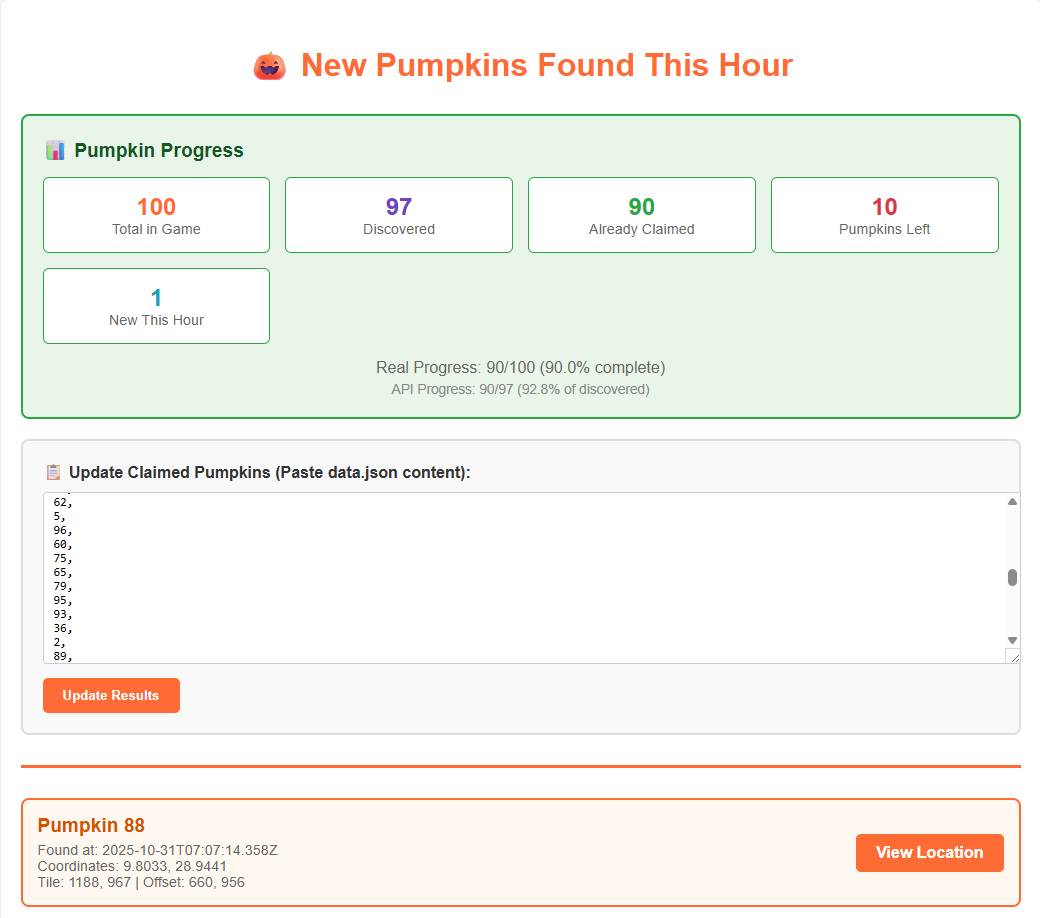 New Pumpkins Found This Hour
Pumpkin Progress
100
Total in Game
97
Discovered
90
Already Claimed
10
Pumpkins Left
1
New This Hour
Real Progress: 90/100 (90.0% complete)
API Progress: 90/97 (92.8% of discovered)
Update Claimed Pumpkins (Paste data.json content):
62,
5,
96,
60,
75,
65,
79,
95,
93,
36,
2,
89,
Update Results
Pumpkin 88
Found at: 2025-10-31T07:07:14.358Z
Coordinates: 9.8033, 28.9441
Tile: 1188, 967 | Offset: 660, 956
View Location